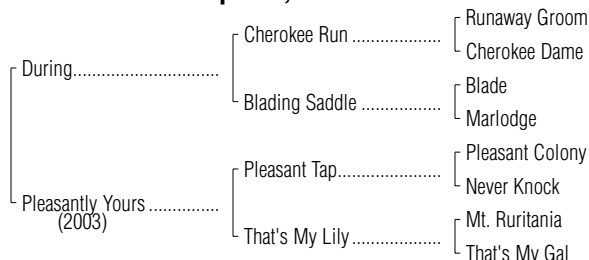 Runaway Groom
Cherokee Run ....................
Cherokee Dame
During.................................
Blade
Blading Saddle ..................
Marlodge
Pleasant Colony
Pleasant Tap.......................
Never Knock
Pleasantly Yours ................
(2003)
Mt. Ruritania
That's My Lily ....................
That's My Gal